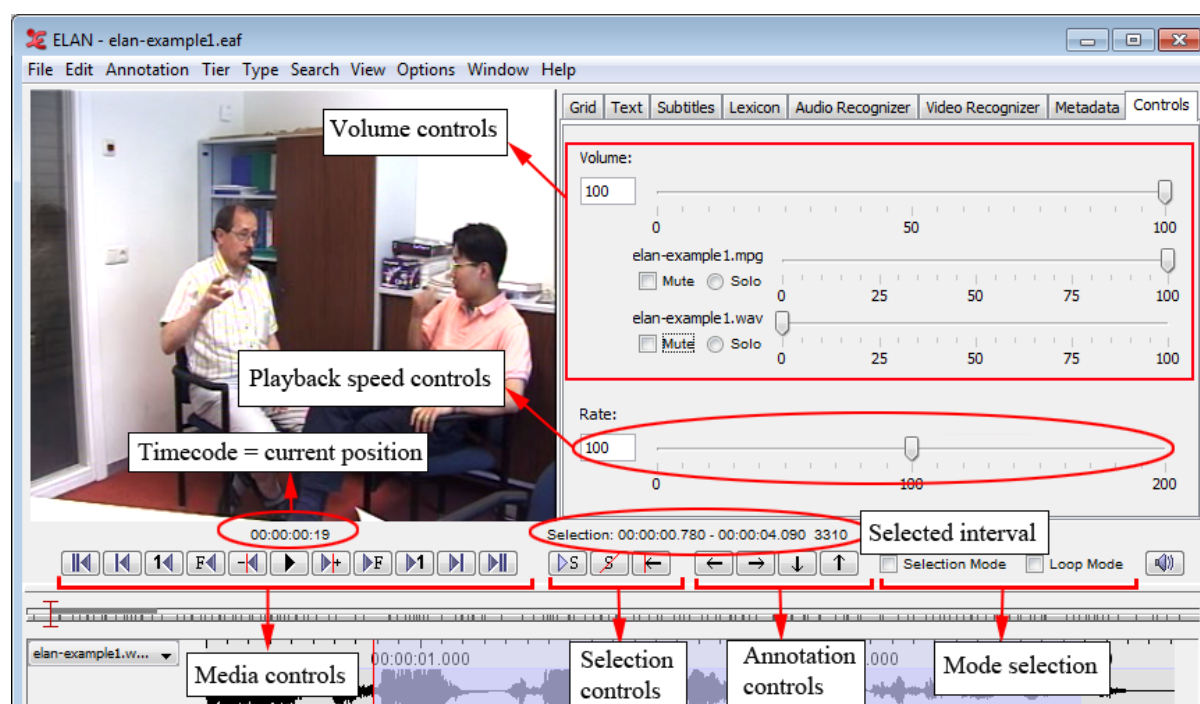 ELAN - elan-example1.eaf
File Edit Annotation Tier Type Search View Options Window Help
Grid Text Subtitles Lexicon Audio Recognizer Video Recognizer Metadata Controls
Volume controls
Volume:
100
0 50 100
elan-example1.mpg
Mute Solo
0 25 50 75 100
elan-example1.wav
Mute Solo
0 25 50 75 100
Playback speed controls
Rate:
100
0 100 200
Timecode = current position
00:00:00:19
Selection: 00:00:00.780 - 00:00:04.090 3310
Selected interval
1 F F 1 S S
Selection Mode Loop Mode
elan-example1.w...
00:00:01.000
.000
Media controls
Selection
controls
Annotation
controls
Mode selection